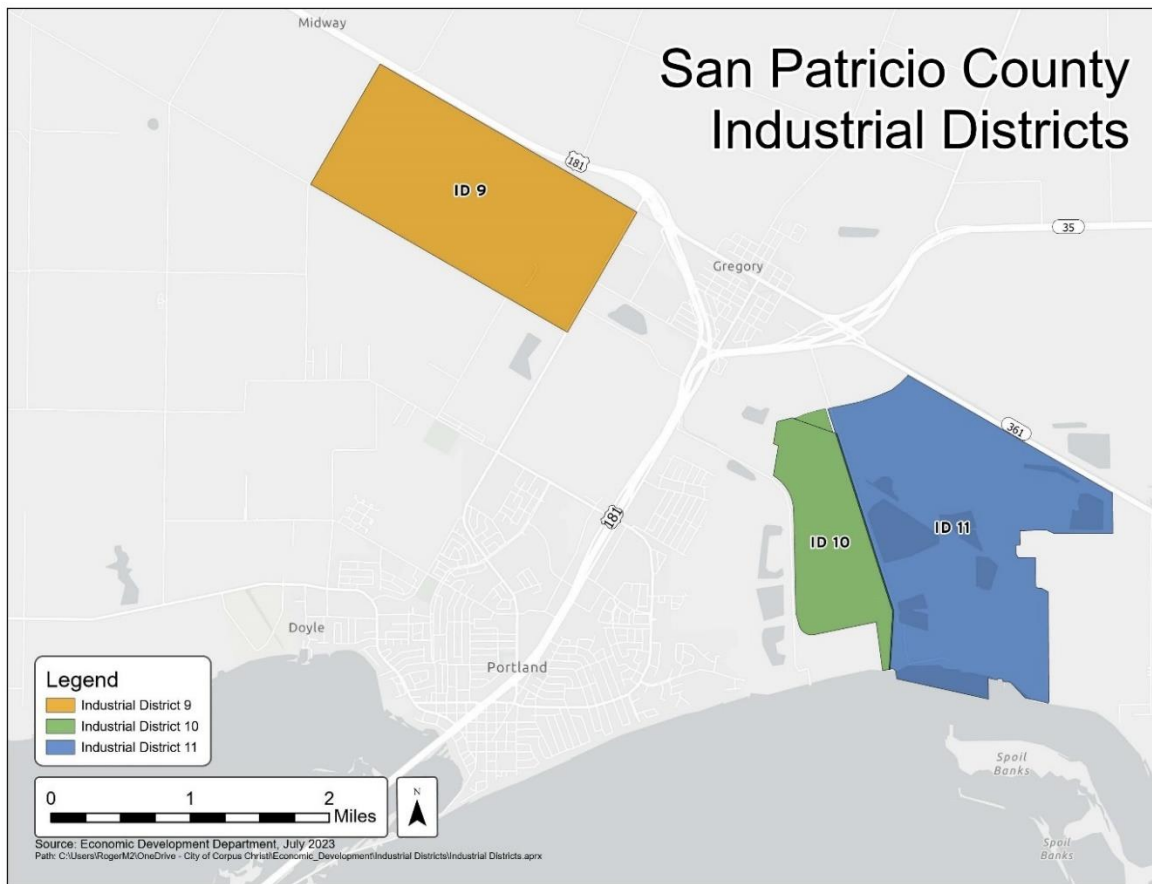 Midway
San Patricio County
Industrial Districts
181
ID 9
35
Gregory
361
181
ID 10
ID 11
Doyle
Portland
Legend
Industrial District 9
Industrial District 10
Industrial District 11
Spoil
Banks
0 1 2
Miles
N
Spoil
Banks
Source: Economic Development Department, July 2023
Path: C:\Users\RogerM2\OneDrive - City of Corpus Christi\Economic_Development\Industrial Districts\Industrial Districts.aprx